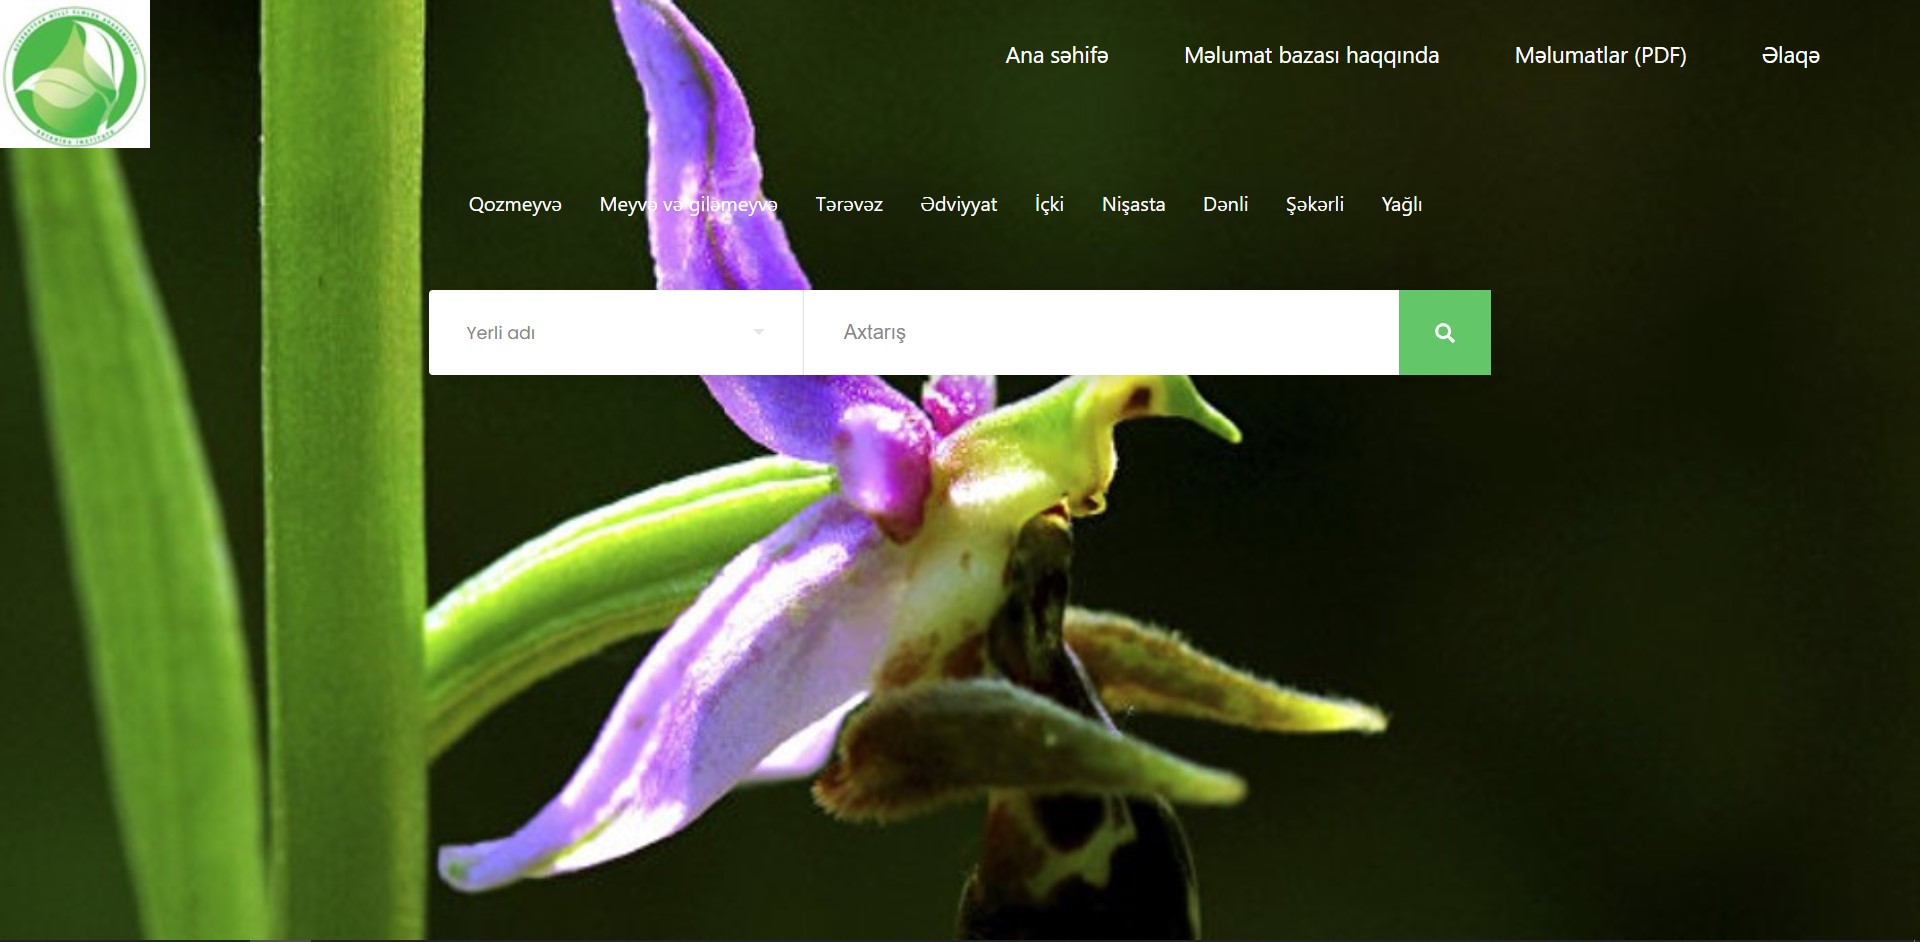 Ana səhifə Məlumat bazası haqqında Məlumatlar (PDF) Əlaqə
Qozmeyvə Meyvə və giləmeyvə Tərəvəz Ədviyyat İçki Nişasta Dənli Şəkərli Yağlı
Yerli adı Axtarış